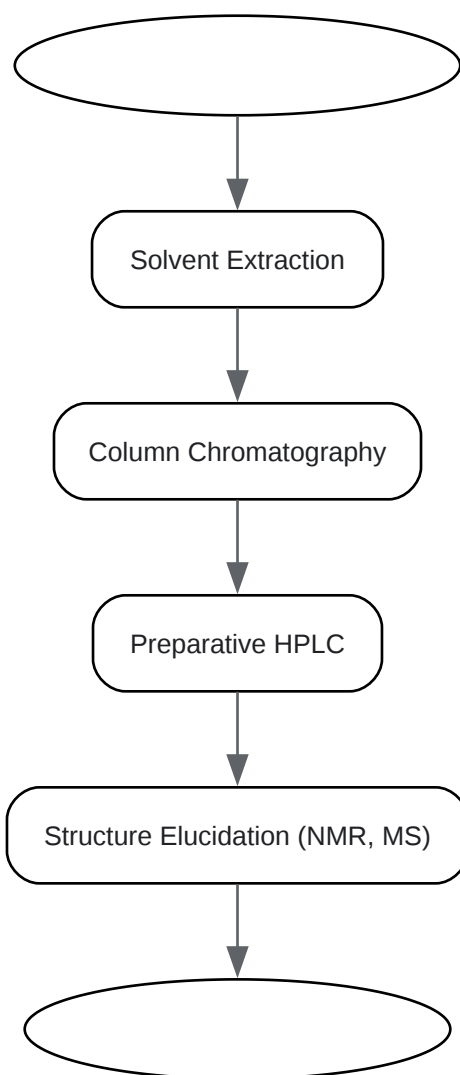 Solvent Extraction
Column Chromatography
Preparative HPLC
Structure Elucidation (NMR, MS)